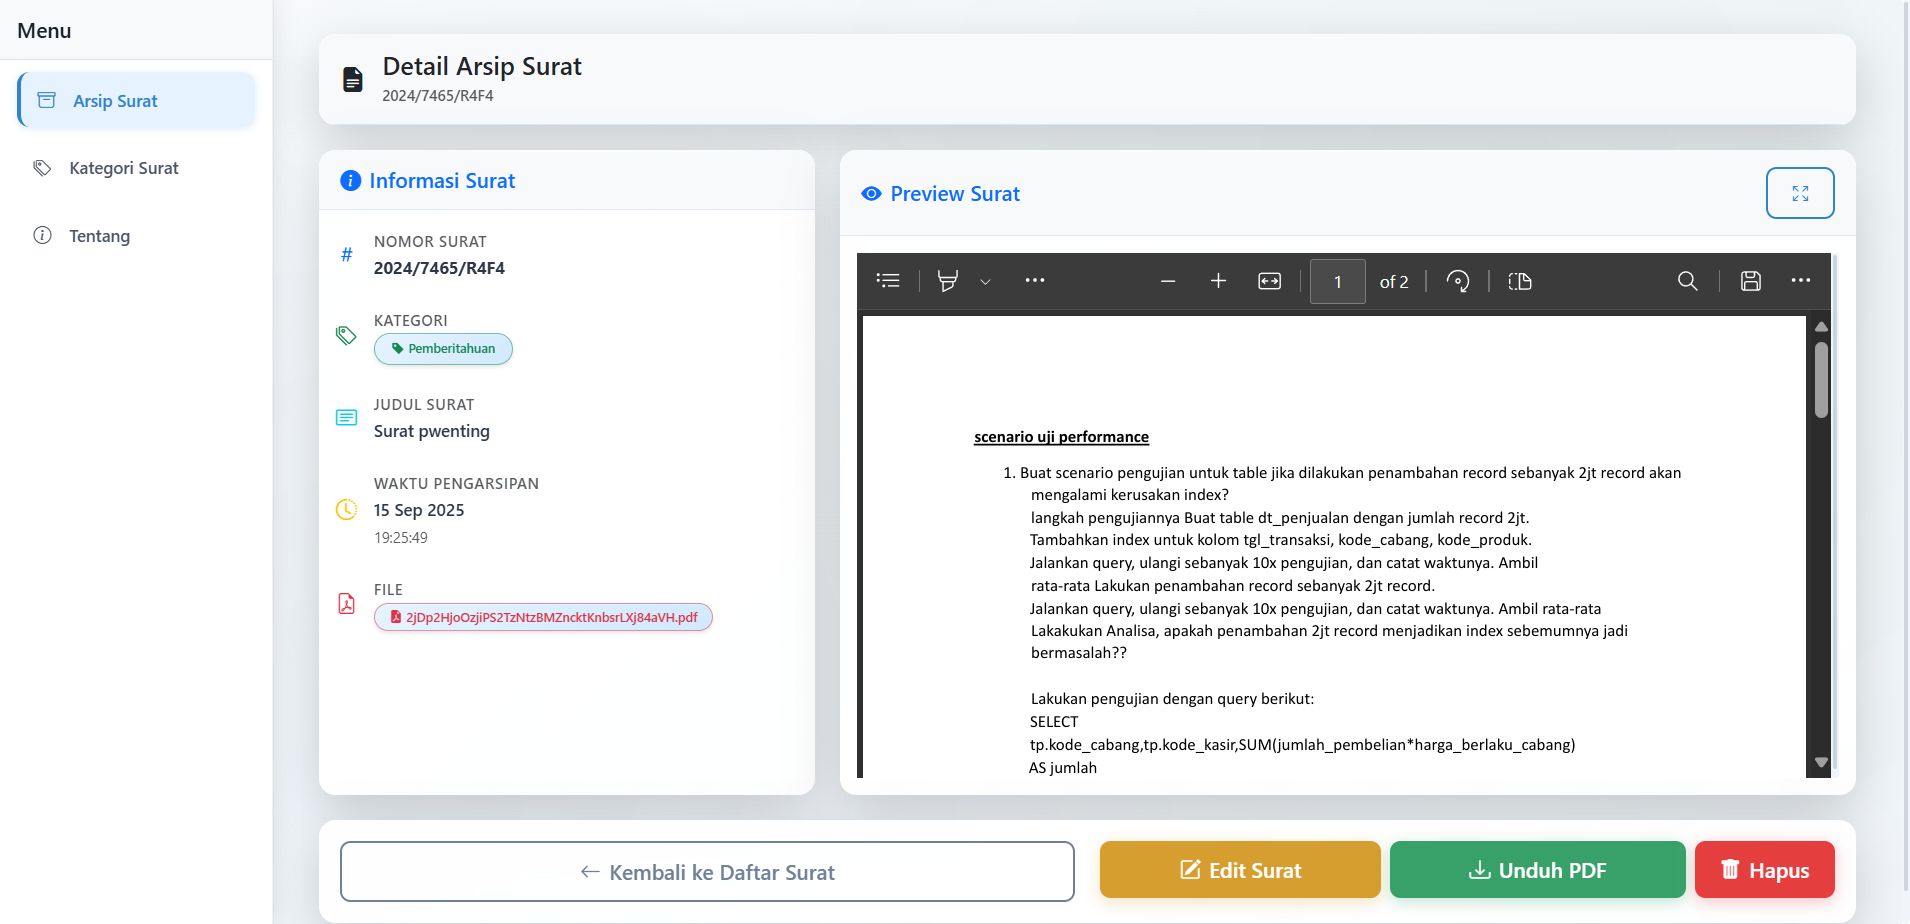 Menu
Arsip Surat
Kategori Surat
Tentang
Detail Arsip Surat
2024/7465/R4F4
Informasi Surat
# NOMOR SURAT
2024/7465/R4F4
KATEGORI
Pemberitahuan
JUDUL SURAT
Surat pwenting
WAKTU PENGARSIPAN
15 Sep 2025
19:25:49
FILE
2jDp2HjoOzjiPS2TzNtzBMZncktKnbsrLXj84aVH.pdf
Preview Surat
1 of 2
scenario uji performance
1. Buat scenario pengujian untuk table jika dilakukan penambahan record sebanyak 2jt record akan
mengalami kerusakan index?
langkah pengujiannya Buat table dt_penjualan dengan jumlah record 2jt.
Tambahkan index untuk kolom tgl_transaksi, kode_cabang, kode_produk.
Jalankan query, ulangi sebanyak 10x pengujian, dan catat waktunya. Ambil
rata-rata Lakukan penambahan record sebanyak 2jt record.
Jalankan query, ulangi sebanyak 10x pengujian, dan catat waktunya. Ambil rata-rata
Lakakukan Analisa, apakah penambahan 2jt record menjadikan index sebemumnya jadi
bermasalah??
Lakukan pengujian dengan query berikut:
SELECT
tp.kode_cabang,tp.kode_kasir,SUM(jumlah_pembelian*harga_berlaku_cabang)
AS jumlah
Kembali ke Daftar Surat
Edit Surat
Unduh PDF
Hapus